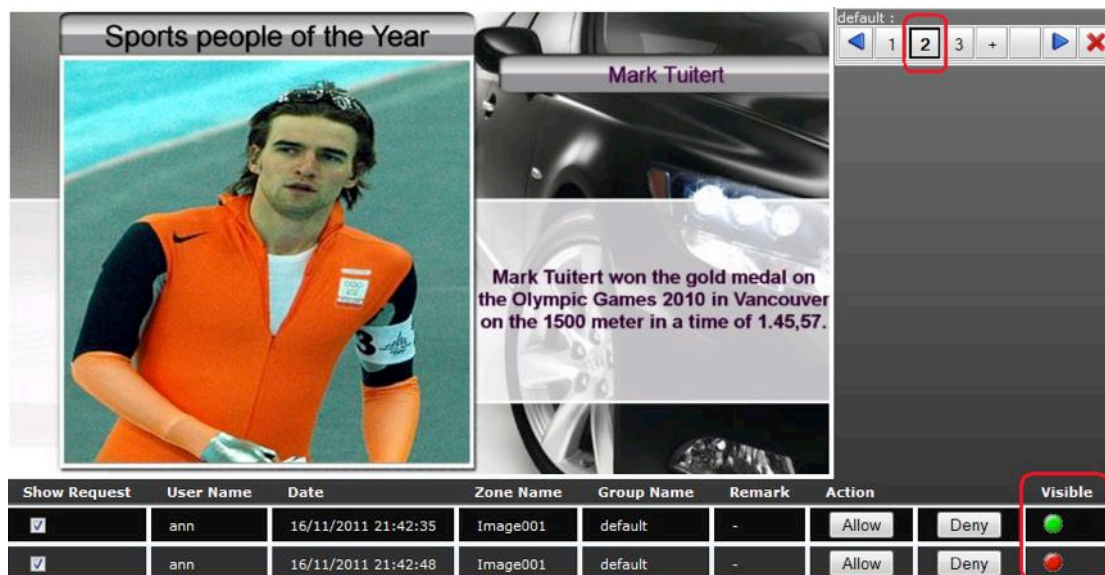 Sports people of the Year
default :
1 2 3 +
Mark Tuitert
Mark Tuitert won the gold medal on
the Olympic Games 2010 in Vancouver
on the 1500 meter in a time of 1.45,57.
3
Show Request User Name Date Zone Name Group Name Remark Action Visible
ann 16/11/2011 21:42:35 Image001 default - Allow Deny
ann 16/11/2011 21:42:48 Image001 default - Allow Deny